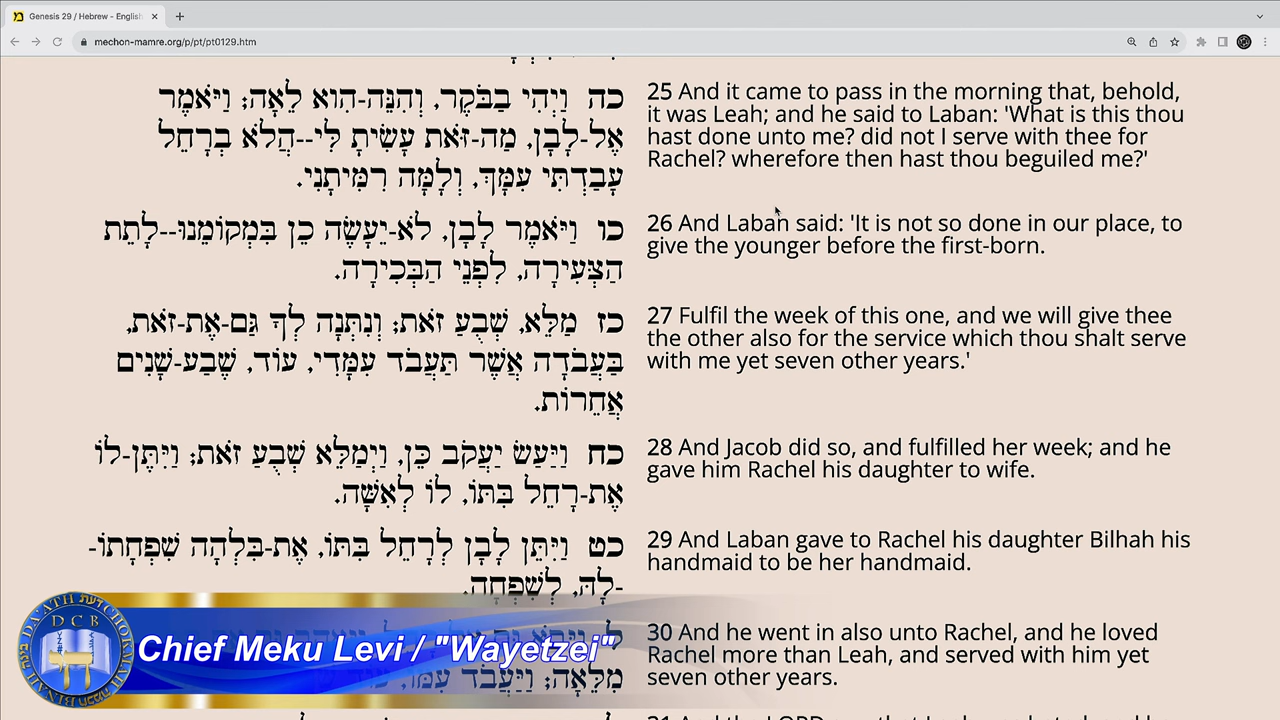 Genesis 29 / Hebrew - English
mechon-mamre.org/p/pt/pt0129.htm
כה וַיְהִי בַבֹּקֶר, וְהִנֵּה-הִוא לֵאָה; וַיֹּאמֶר
אֶל-לָבָן, מַה-זֹּאת עָשִׂיתָ לִּי--הֲלֹא בְרָחֵל
עָבַדְתִּי עִמָּךְ, וְלָמָּה רִמִּיתָנִי.
25 And it came to pass in the morning that, behold,
it was Leah; and he said to Laban: 'What is this thou
hast done unto me? did not I serve with thee for
Rachel? wherefore then hast thou beguiled me?'
כו וַיֹּאמֶר לָבָן, לֹא-יֵעָשֶׂה כֵן בִּמְקוֹמֵנוּ--לָתֵת
הַצְּעִירָה, לִפְנֵי הַבְּכִירָה.
26 And Laban said: 'It is not so done in our place, to
give the younger before the first-born.
כז מַלֵּא, שְׁבֻעַ זֹאת; וְנִתְּנָה לְךָ גַּם-אֶת-זֹאת,
בַּעֲבֹדָה אֲשֶׁר תַּעֲבֹד עִמָּדִי, עוֹד, שֶׁבַע-שָׁנִים
אֲחֵרוֹת.
27 Fulfil the week of this one, and we will give thee
the other also for the service which thou shalt serve
with me yet seven other years.'
כח וַיַּעַשׂ יַעֲקֹב כֵּן, וַיְמַלֵּא שְׁבֻעַ זֹאת; וַיִּתֶּן-לוֹ
אֶת-רָחֵל בִּתּוֹ, לוֹ לְאִשָּׁה.
28 And Jacob did so, and fulfilled her week; and he
gave him Rachel his daughter to wife.
כט וַיִּתֵּן לָבָן לְרָחֵל בִּתּוֹ, אֶת-בִּלְהָה שִׁפְחָתוֹ-
-לָהּ, לְשִׁפְחָה.
29 And Laban gave to Rachel his daughter Bilhah his
handmaid to be her handmaid.
מִלֵּאָה; וַיַּעֲבֹד עִמּוֹ, עוֹד
30 And he went in also unto Rachel, and he loved
Rachel more than Leah, and served with him yet
seven other years.
DCB
Chief Meku Levi / "Wayetzei"